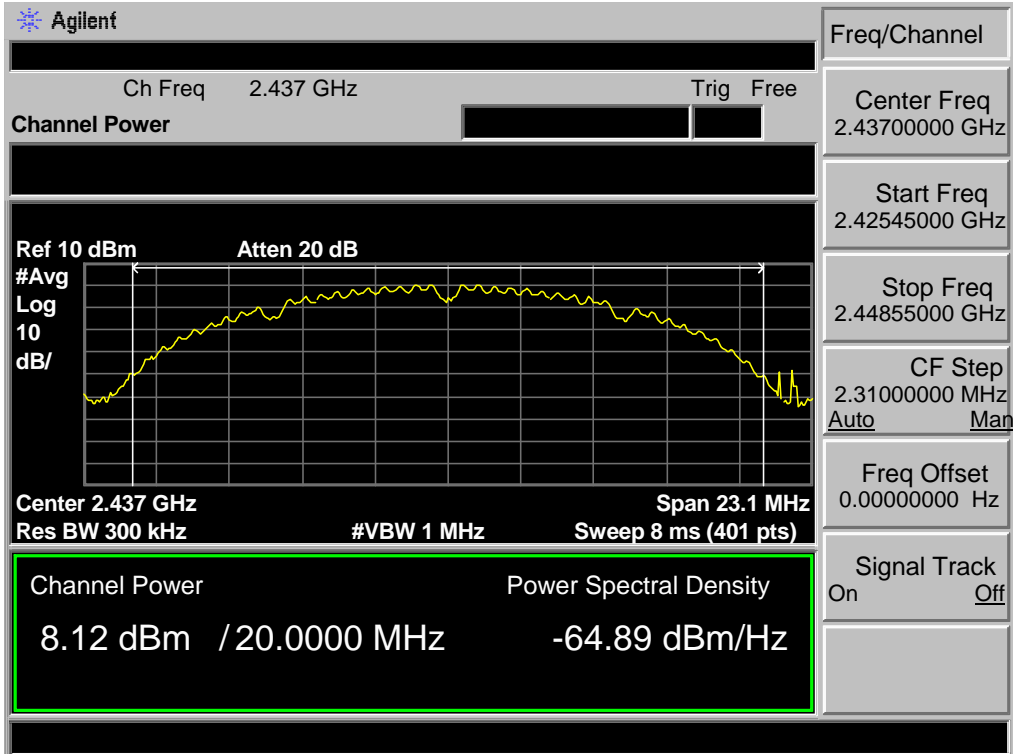 Agilent
Ch Freq 2.437 GHz Trig Free
Channel Power
Ref 10 dBm Atten 20 dB
#Avg
Log
10
dB/
Center 2.437 GHz Span 23.1 MHz
Res BW 300 kHz #VBW 1 MHz Sweep 8 ms (401 pts)
Channel Power Power Spectral Density
8.12 dBm / 20.0000 MHz -64.89 dBm/Hz
Freq/Channel
Center Freq
2.43700000 GHz
Start Freq
2.42545000 GHz
Stop Freq
2.44855000 GHz
CF Step
2.31000000 MHz
Auto Man
Freq Offset
0.00000000 Hz
Signal Track
On Off